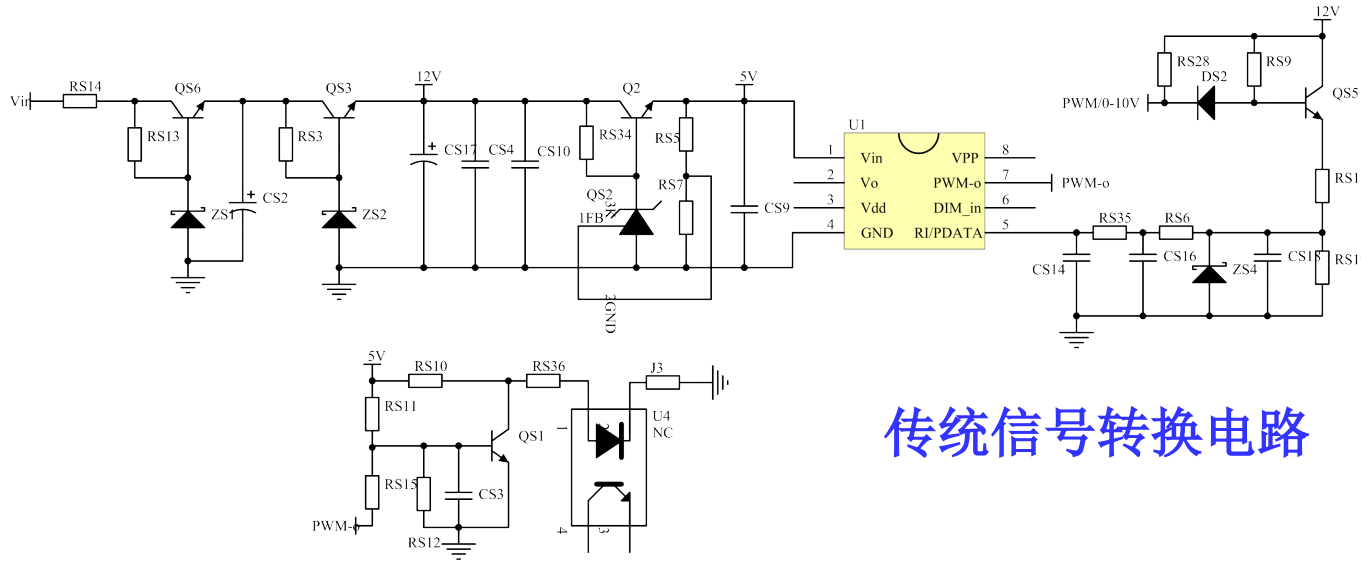 12V
RS28
RS9
DS2
QS5
PWM/0-10V
Vin
RS14
QS6
QS3
12V
Q2
5V
RS13
RS3
CS17
CS4
CS10
RS34
RS5
U1
CS2
ZS1
ZS2
QS2
RS7
3R
1FB
CS9
2GND
1
Vin
VPP
8
2
Vo
PWM-o
7
PWM-o
3
Vdd
DIM_in
6
4
GND
RI/PDATA
5
RS1
RS35
RS6
CS14
CS16
ZS4
CS18
RS1
5V
RS10
RS36
J3
RS11
QS1
U4
NC
1
2
RS15
CS3
PWM-o
RS12
4
3
传统信号转换电路